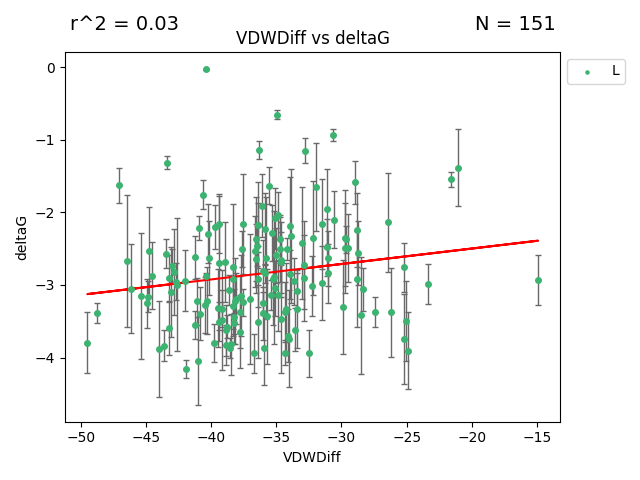 r^2 = 0.03
N = 151
VDWDiff vs deltaG
L
deltaG
0
−1
−2
−3
−4
−50
−45
−40
−35
−30
−25
−20
−15
VDWDiff